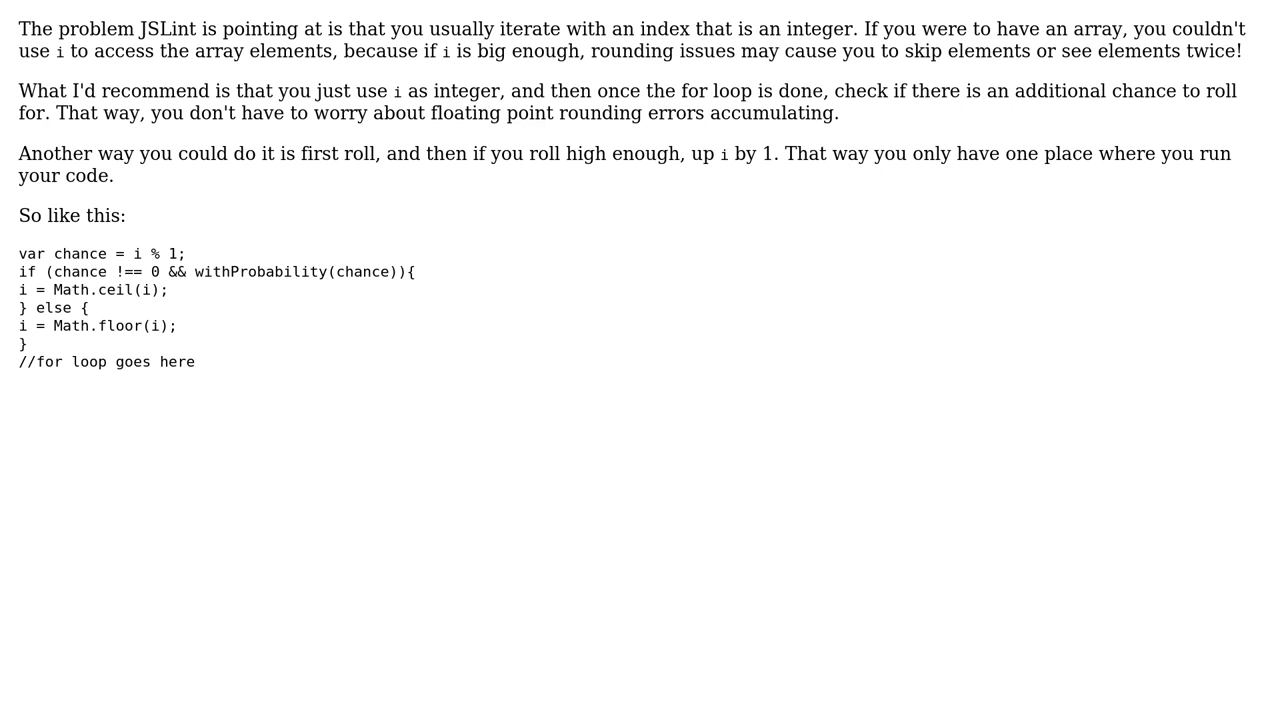 The problem JSLint is pointing at is that you usually iterate with an index that is an integer. If you were to have an array, you couldn't
use i to access the array elements, because if i is big enough, rounding issues may cause you to skip elements or see elements twice!
What I'd recommend is that you just use i as integer, and then once the for loop is done, check if there is an additional chance to roll
for. That way, you don't have to worry about floating point rounding errors accumulating.
Another way you could do it is first roll, and then if you roll high enough, up i by 1. That way you only have one place where you run
your code.
So like this:
var chance = i % 1;
if (chance !== 0 && withProbability(chance)){
i = Math.ceil(i);
} else {
i = Math.floor(i);
}
//for loop goes here